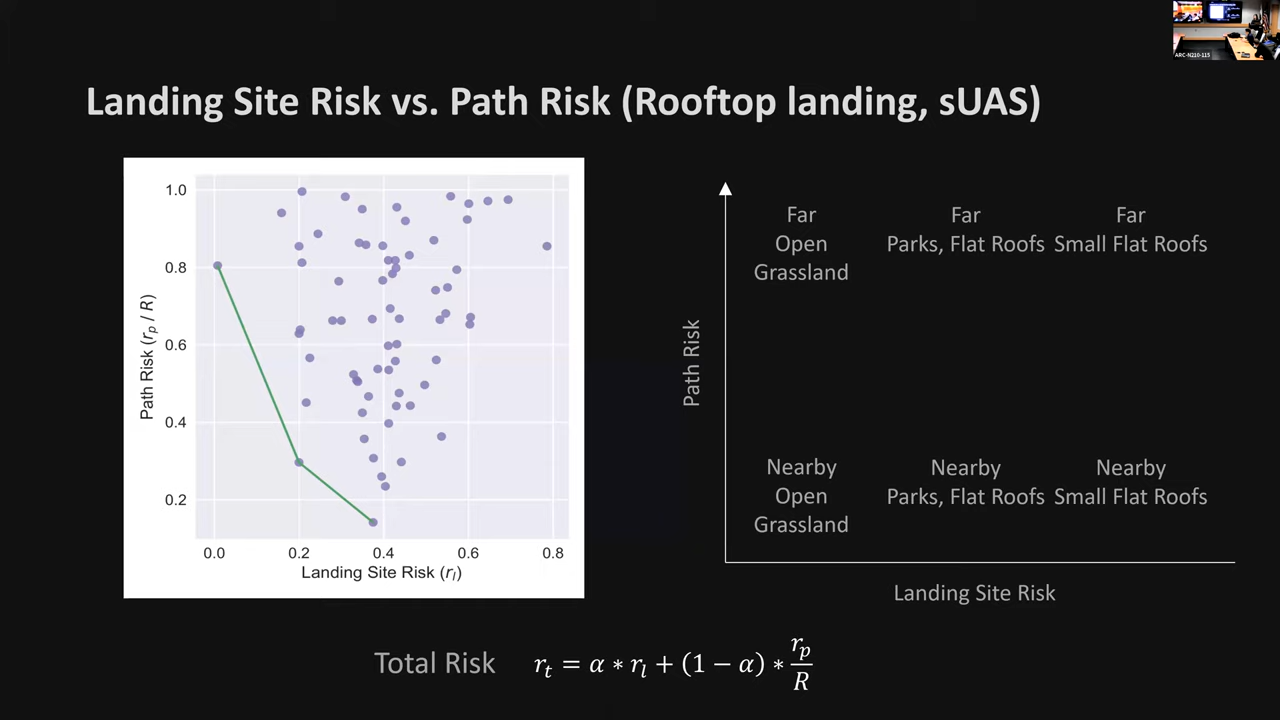 ARC-N210-115
Landing Site Risk vs. Path Risk (Rooftop landing, sUAS)
1.0
0.8
0.6
0.4
0.2
Path Risk (r_p / R)
0.0 0.2 0.4 0.6 0.8
Landing Site Risk (r_l)
Path Risk
Far
Open
Grassland
Far
Parks, Flat Roofs
Far
Small Flat Roofs
Nearby
Open
Grassland
Nearby
Parks, Flat Roofs
Nearby
Small Flat Roofs
Landing Site Risk
Total Risk r_t = α * r_l + (1 − α) * r_p / R